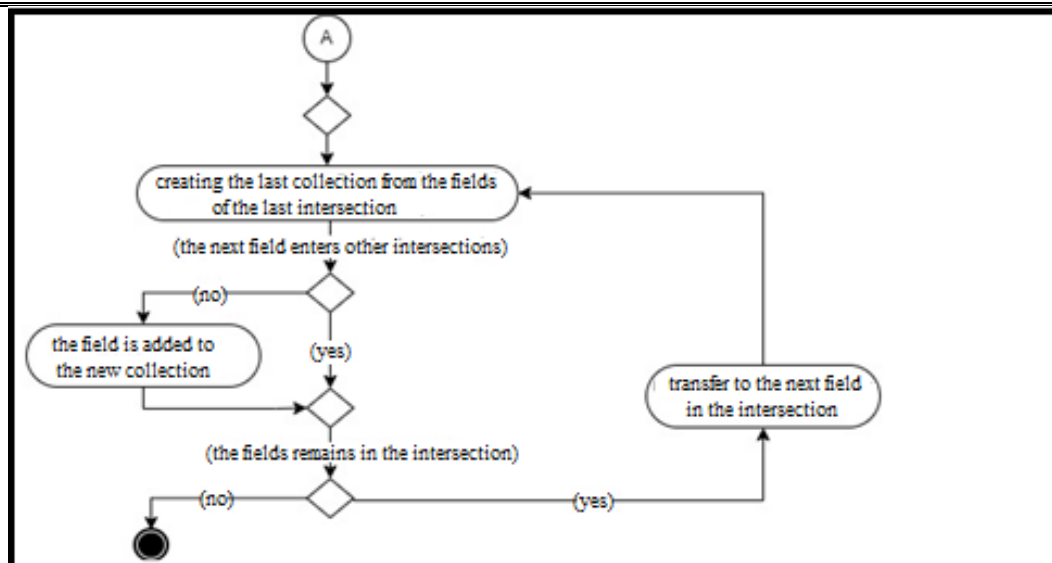 A
creating the last collection from the fields
of the last intersection
(the next field enters other intersections)
(no)
the field is added to
the new collection
(yes)
transfer to the next field
in the intersection
(the fields remains in the intersection)
(no)
(yes)